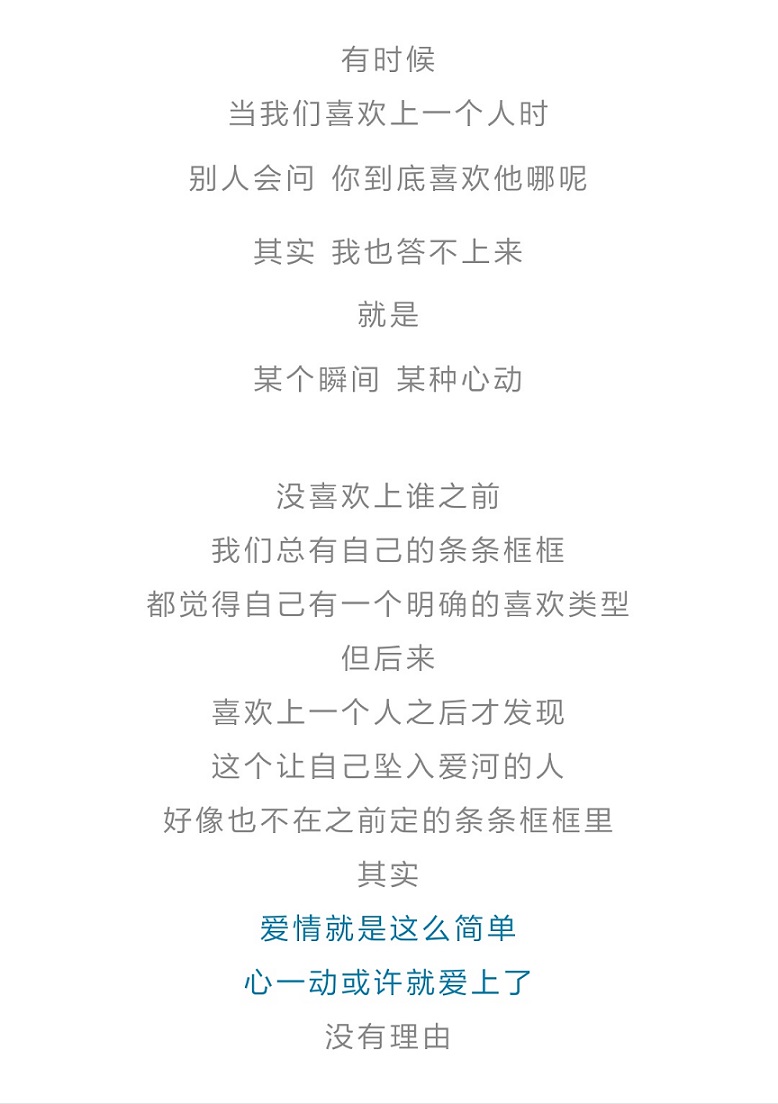 有时候
当我们喜欢上一个人时
别人会问 你到底喜欢他哪呢
其实 我也答不上来
就是
某个瞬间 某种心动
没喜欢上谁之前
我们总有自己的条条框框
都觉得自己有一个明确的喜欢类型
但后来
喜欢上一个人之后才发现
这个让自己坠入爱河的人
好像也不在之前定的条条框框里
其实
爱情就是这么简单
心一动或许就爱上了
没有理由